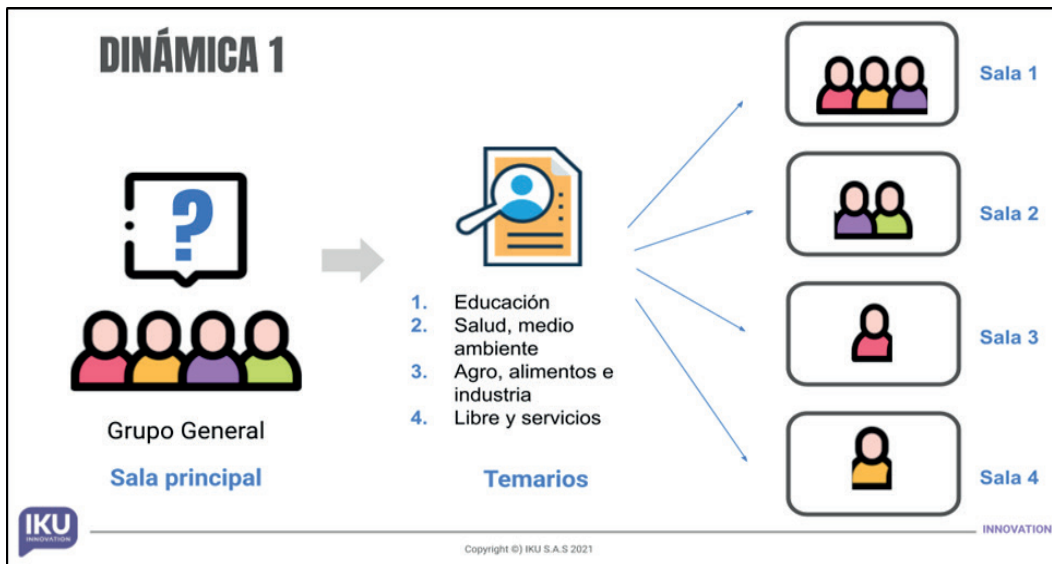 DINÁMICA 1
?
Grupo General
Sala principal
1. Educación
2. Salud, medio
ambiente
3. Agro, alimentos e
industria
4. Libre y servicios
Temarios
Sala 1
Sala 2
Sala 3
Sala 4
IKU
INNOVATION
INNOVATION
Copyright ©) IKU S.A.S 2021